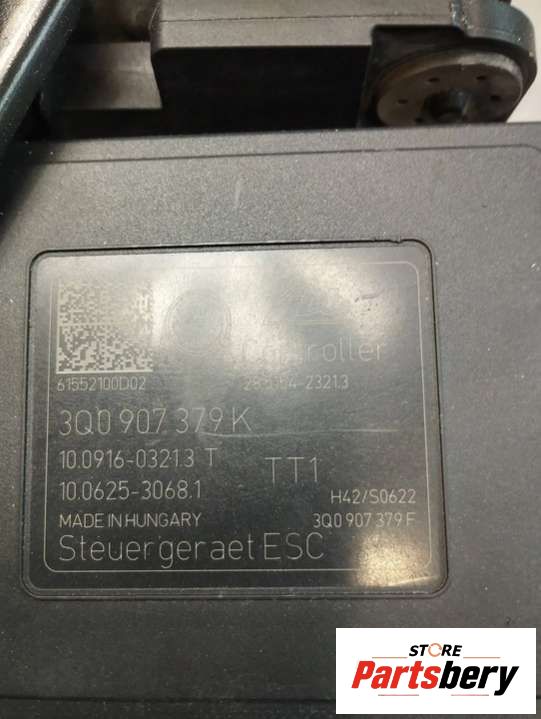 Controller
61552100D02
3Q0 907 379 K
10.0916-0321.3 T
TT1
10.0625-3068.1
H42/S0622
MADE IN HUNGARY
3Q0 907 379 F
Steuergeraet ESC
STORE
Partsbery